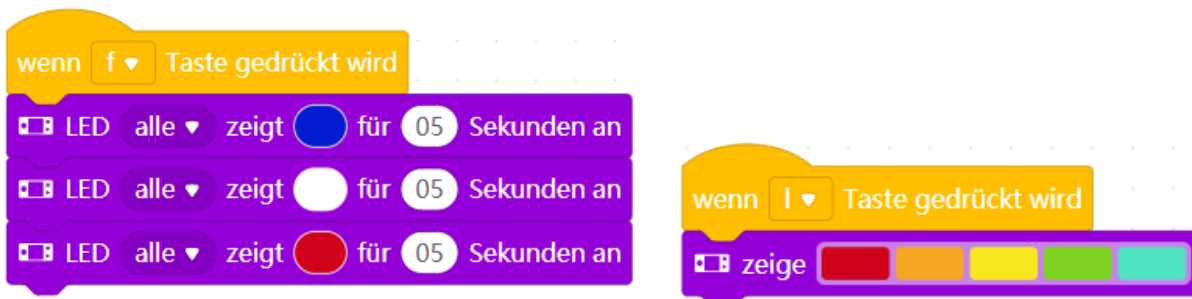 wenn f Taste gedrückt wird
LED alle zeigt für 05 Sekunden an
LED alle zeigt für 05 Sekunden an
LED alle zeigt für 05 Sekunden an
wenn l Taste gedrückt wird
zeige